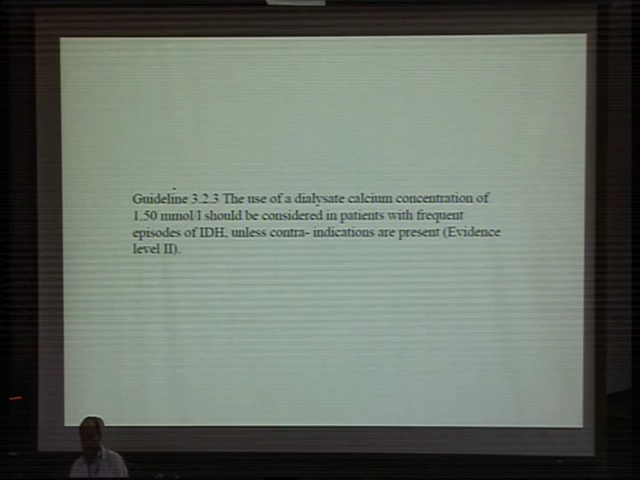 Guideline 3.2.3 The use of a dialysate calcium concentration of
1.50 mmol/l should be considered in patients with frequent
episodes of IDH, unless contra- indications are present (Evidence
level II).